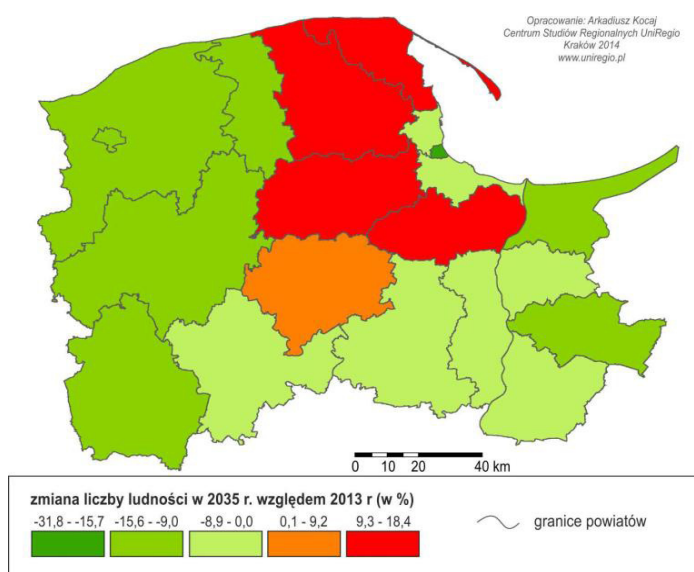 Opracowanie: Arkadiusz Kocaj
Centrum Studiów Regionalnych UniRegio
Kraków 2014
www.uniregio.pl
0 10 20 40 km
zmiana liczby ludności w 2035 r. względem 2013 r (w %)
-31,8 - -15,7 -15,6 - -9,0 -8,9 - 0,0 0,1 - 9,2 9,3 - 18,4
granice powiatów